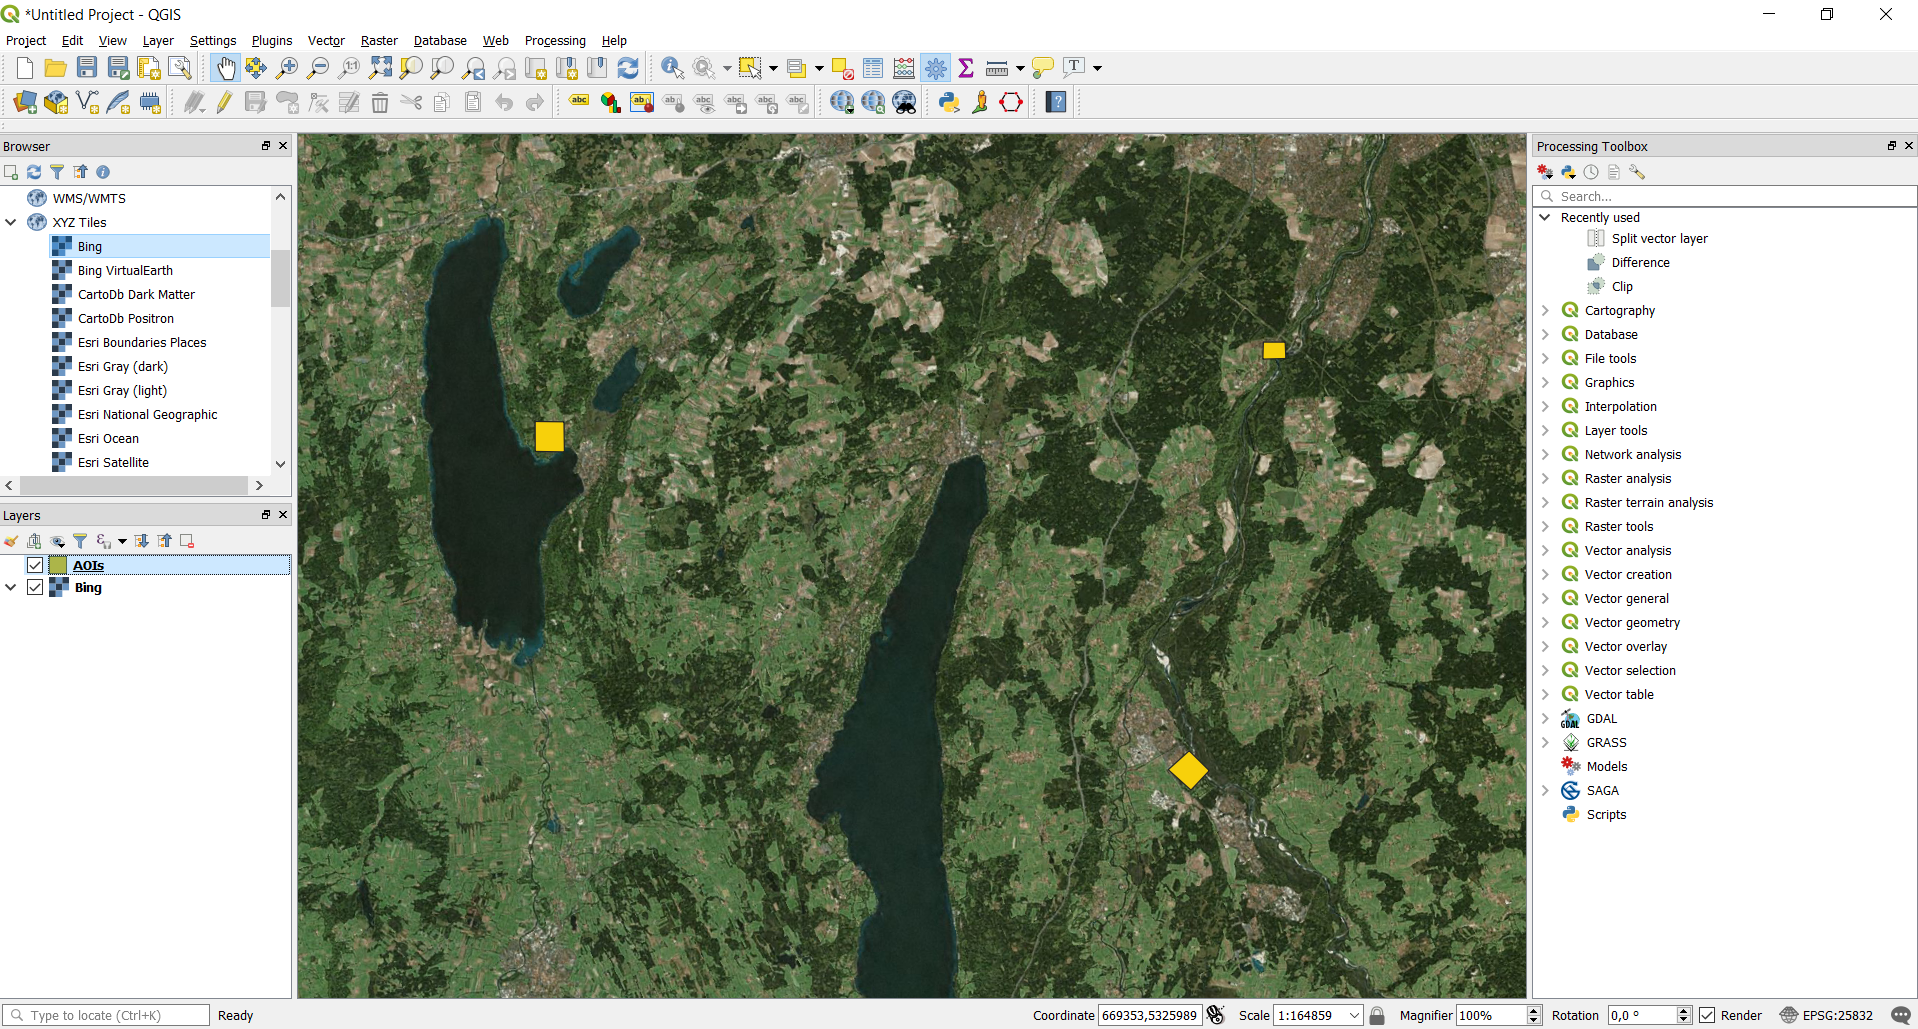 *Untitled Project - QGIS
Project Edit View Layer Settings Plugins Vector Raster Database Web Processing Help
Browser
WMS/WMTS
XYZ Tiles
Bing
Bing VirtualEarth
CartoDb Dark Matter
CartoDb Positron
Esri Boundaries Places
Esri Gray (dark)
Esri Gray (light)
Esri National Geographic
Esri Ocean
Esri Satellite
Layers
AOIs
Bing
Processing Toolbox
Search...
Recently used
Split vector layer
Difference
Clip
Cartography
Database
File tools
Graphics
Interpolation
Layer tools
Network analysis
Raster analysis
Raster terrain analysis
Raster tools
Vector analysis
Vector creation
Vector general
Vector geometry
Vector overlay
Vector selection
Vector table
GDAL
GRASS
Models
SAGA
Scripts
Type to locate (Ctrl+K) Ready Coordinate 669353,5325989 Scale 1:164859 Magnifier 100% Rotation 0,0 ° Render EPSG:25832